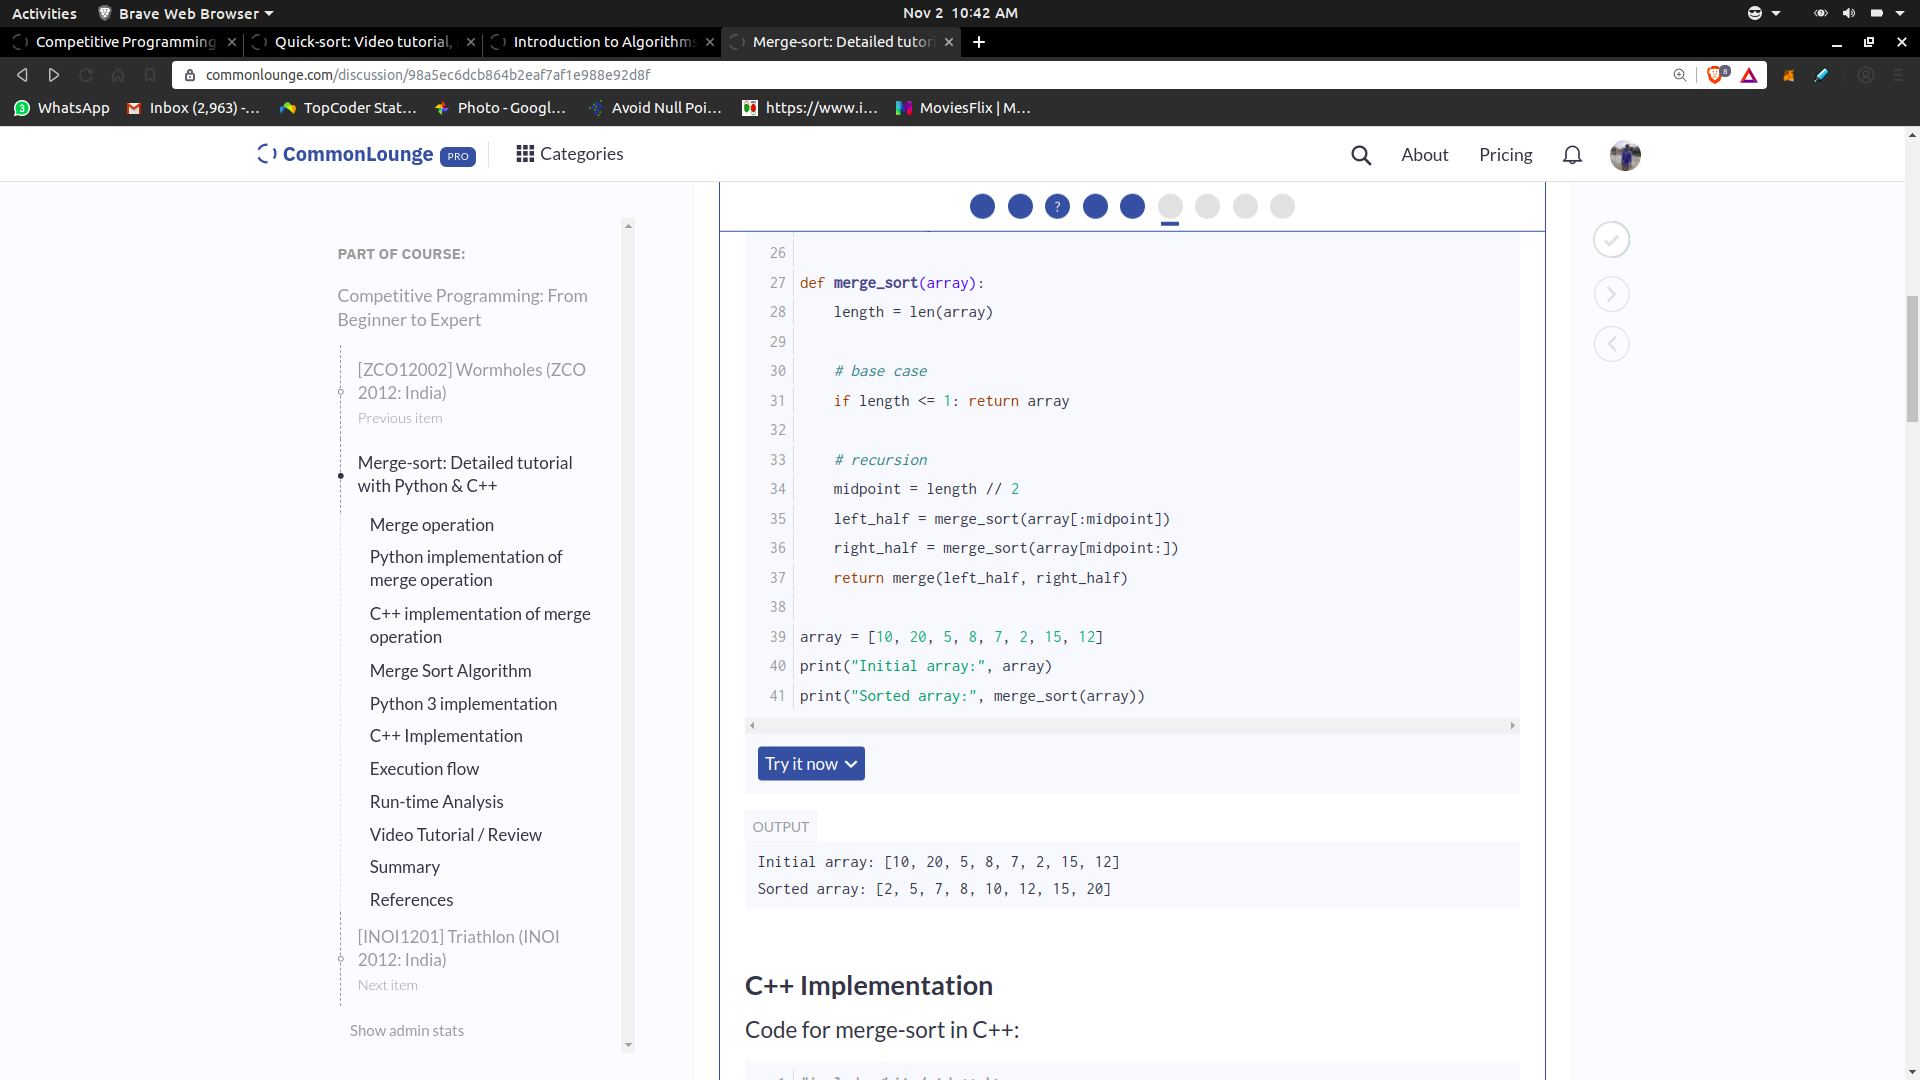 Activities
Brave Web Browser
Nov 2 10:42 AM
Competitive Programming
Quick-sort: Video tutorial,
Introduction to Algorithms
Merge-sort: Detailed tutori
commonlounge.com/discussion/98a5ec6dcb864b2eaf7af1e988e92d8f
8
3
WhatsApp
Inbox (2,963) -...
TopCoder Stat...
Photo - Googl...
Avoid Null Poi...
https://www.i...
MoviesFlix | M...
CommonLounge PRO
Categories
About
Pricing
?
PART OF COURSE:
Competitive Programming: From
Beginner to Expert
[ZCO12002] Wormholes (ZCO
2012: India)
Previous item
Merge-sort: Detailed tutorial
with Python & C++
Merge operation
Python implementation of
merge operation
C++ implementation of merge
operation
Merge Sort Algorithm
Python 3 implementation
C++ Implementation
Execution flow
Run-time Analysis
Video Tutorial / Review
Summary
References
[INOI1201] Triathlon (INOI
2012: India)
Next item
Show admin stats
26
27 def merge_sort(array):
28 length = len(array)
29
30 # base case
31 if length <= 1: return array
32
33 # recursion
34 midpoint = length // 2
35 left_half = merge_sort(array[:midpoint])
36 right_half = merge_sort(array[midpoint:])
37 return merge(left_half, right_half)
38
39 array = [10, 20, 5, 8, 7, 2, 15, 12]
40 print("Initial array:", array)
41 print("Sorted array:", merge_sort(array))
Try it now
OUTPUT
Initial array: [10, 20, 5, 8, 7, 2, 15, 12]
Sorted array: [2, 5, 7, 8, 10, 12, 15, 20]
C++ Implementation
Code for merge-sort in C++: